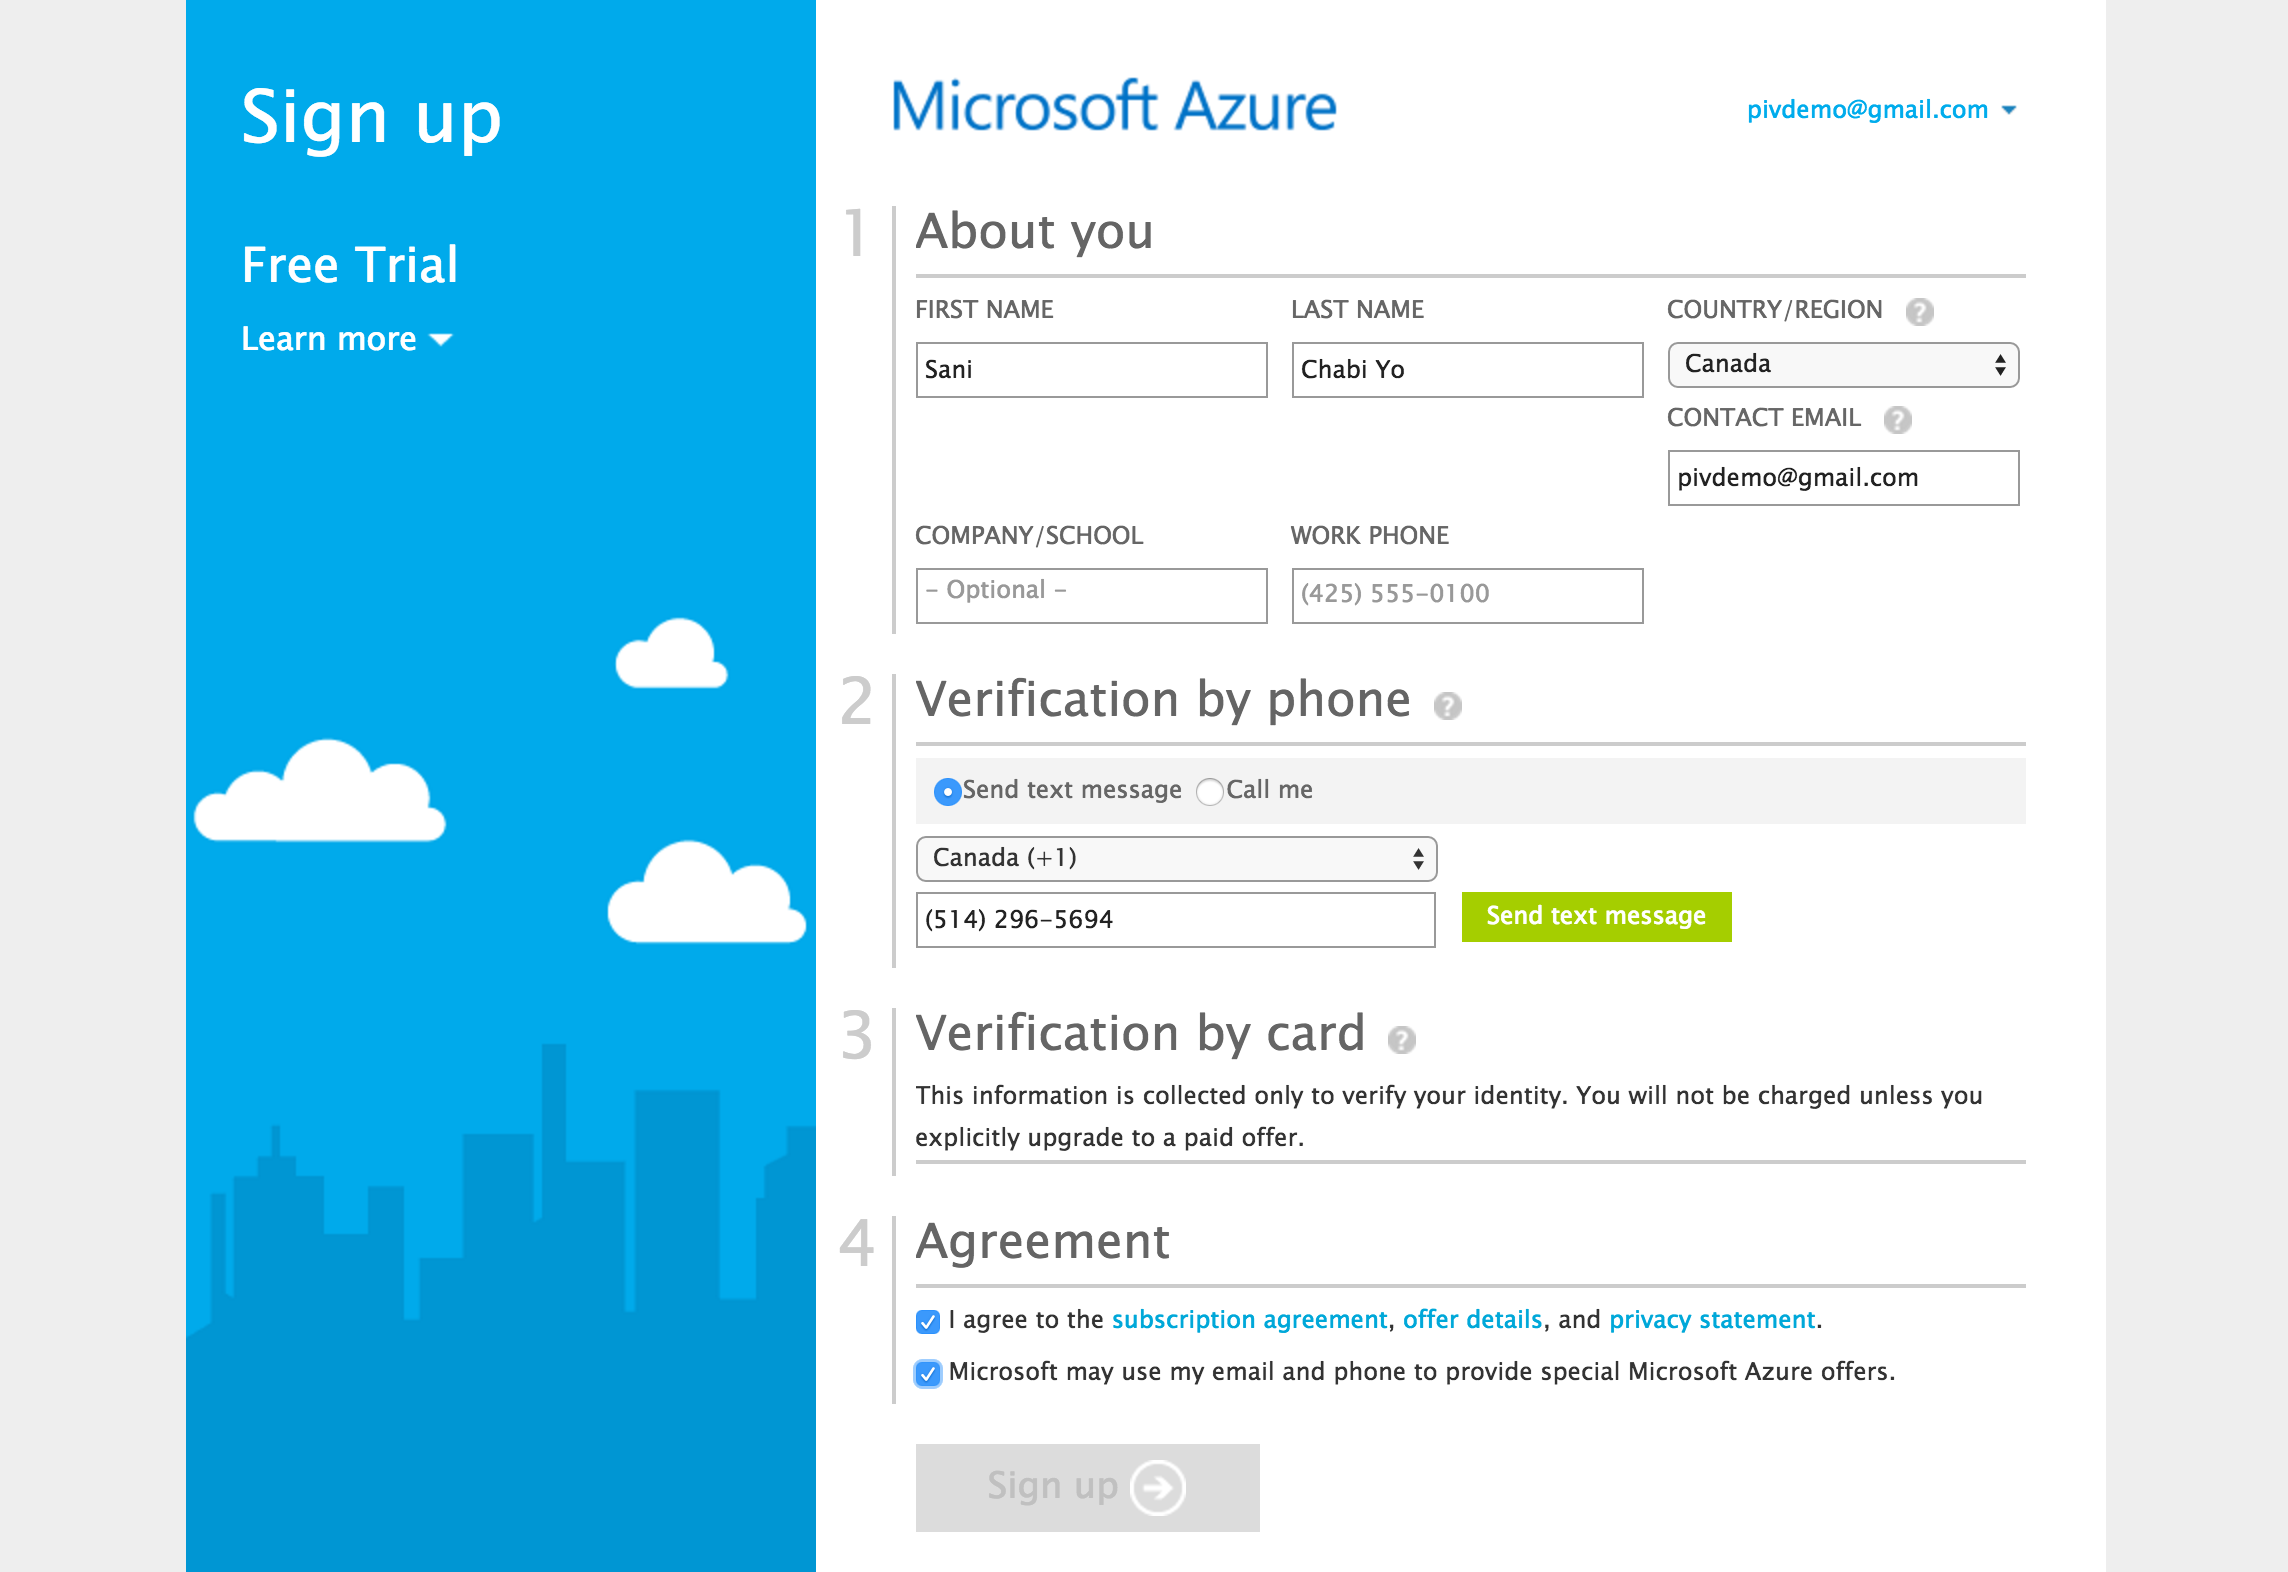 Sign up
Free Trial
Learn more
Microsoft Azure
pivdemo@gmail.com
1 About you
FIRST NAME LAST NAME COUNTRY/REGION ?
Sani Chabi Yo Canada
CONTACT EMAIL ?
pivdemo@gmail.com
COMPANY/SCHOOL WORK PHONE
- Optional - (425) 555-0100
2 Verification by phone ?
Send text message Call me
Canada (+1)
(514) 296-5694 Send text message
3 Verification by card ?
This information is collected only to verify your identity. You will not be charged unless you
explicitly upgrade to a paid offer.
4 Agreement
I agree to the subscription agreement, offer details, and privacy statement.
Microsoft may use my email and phone to provide special Microsoft Azure offers.
Sign up